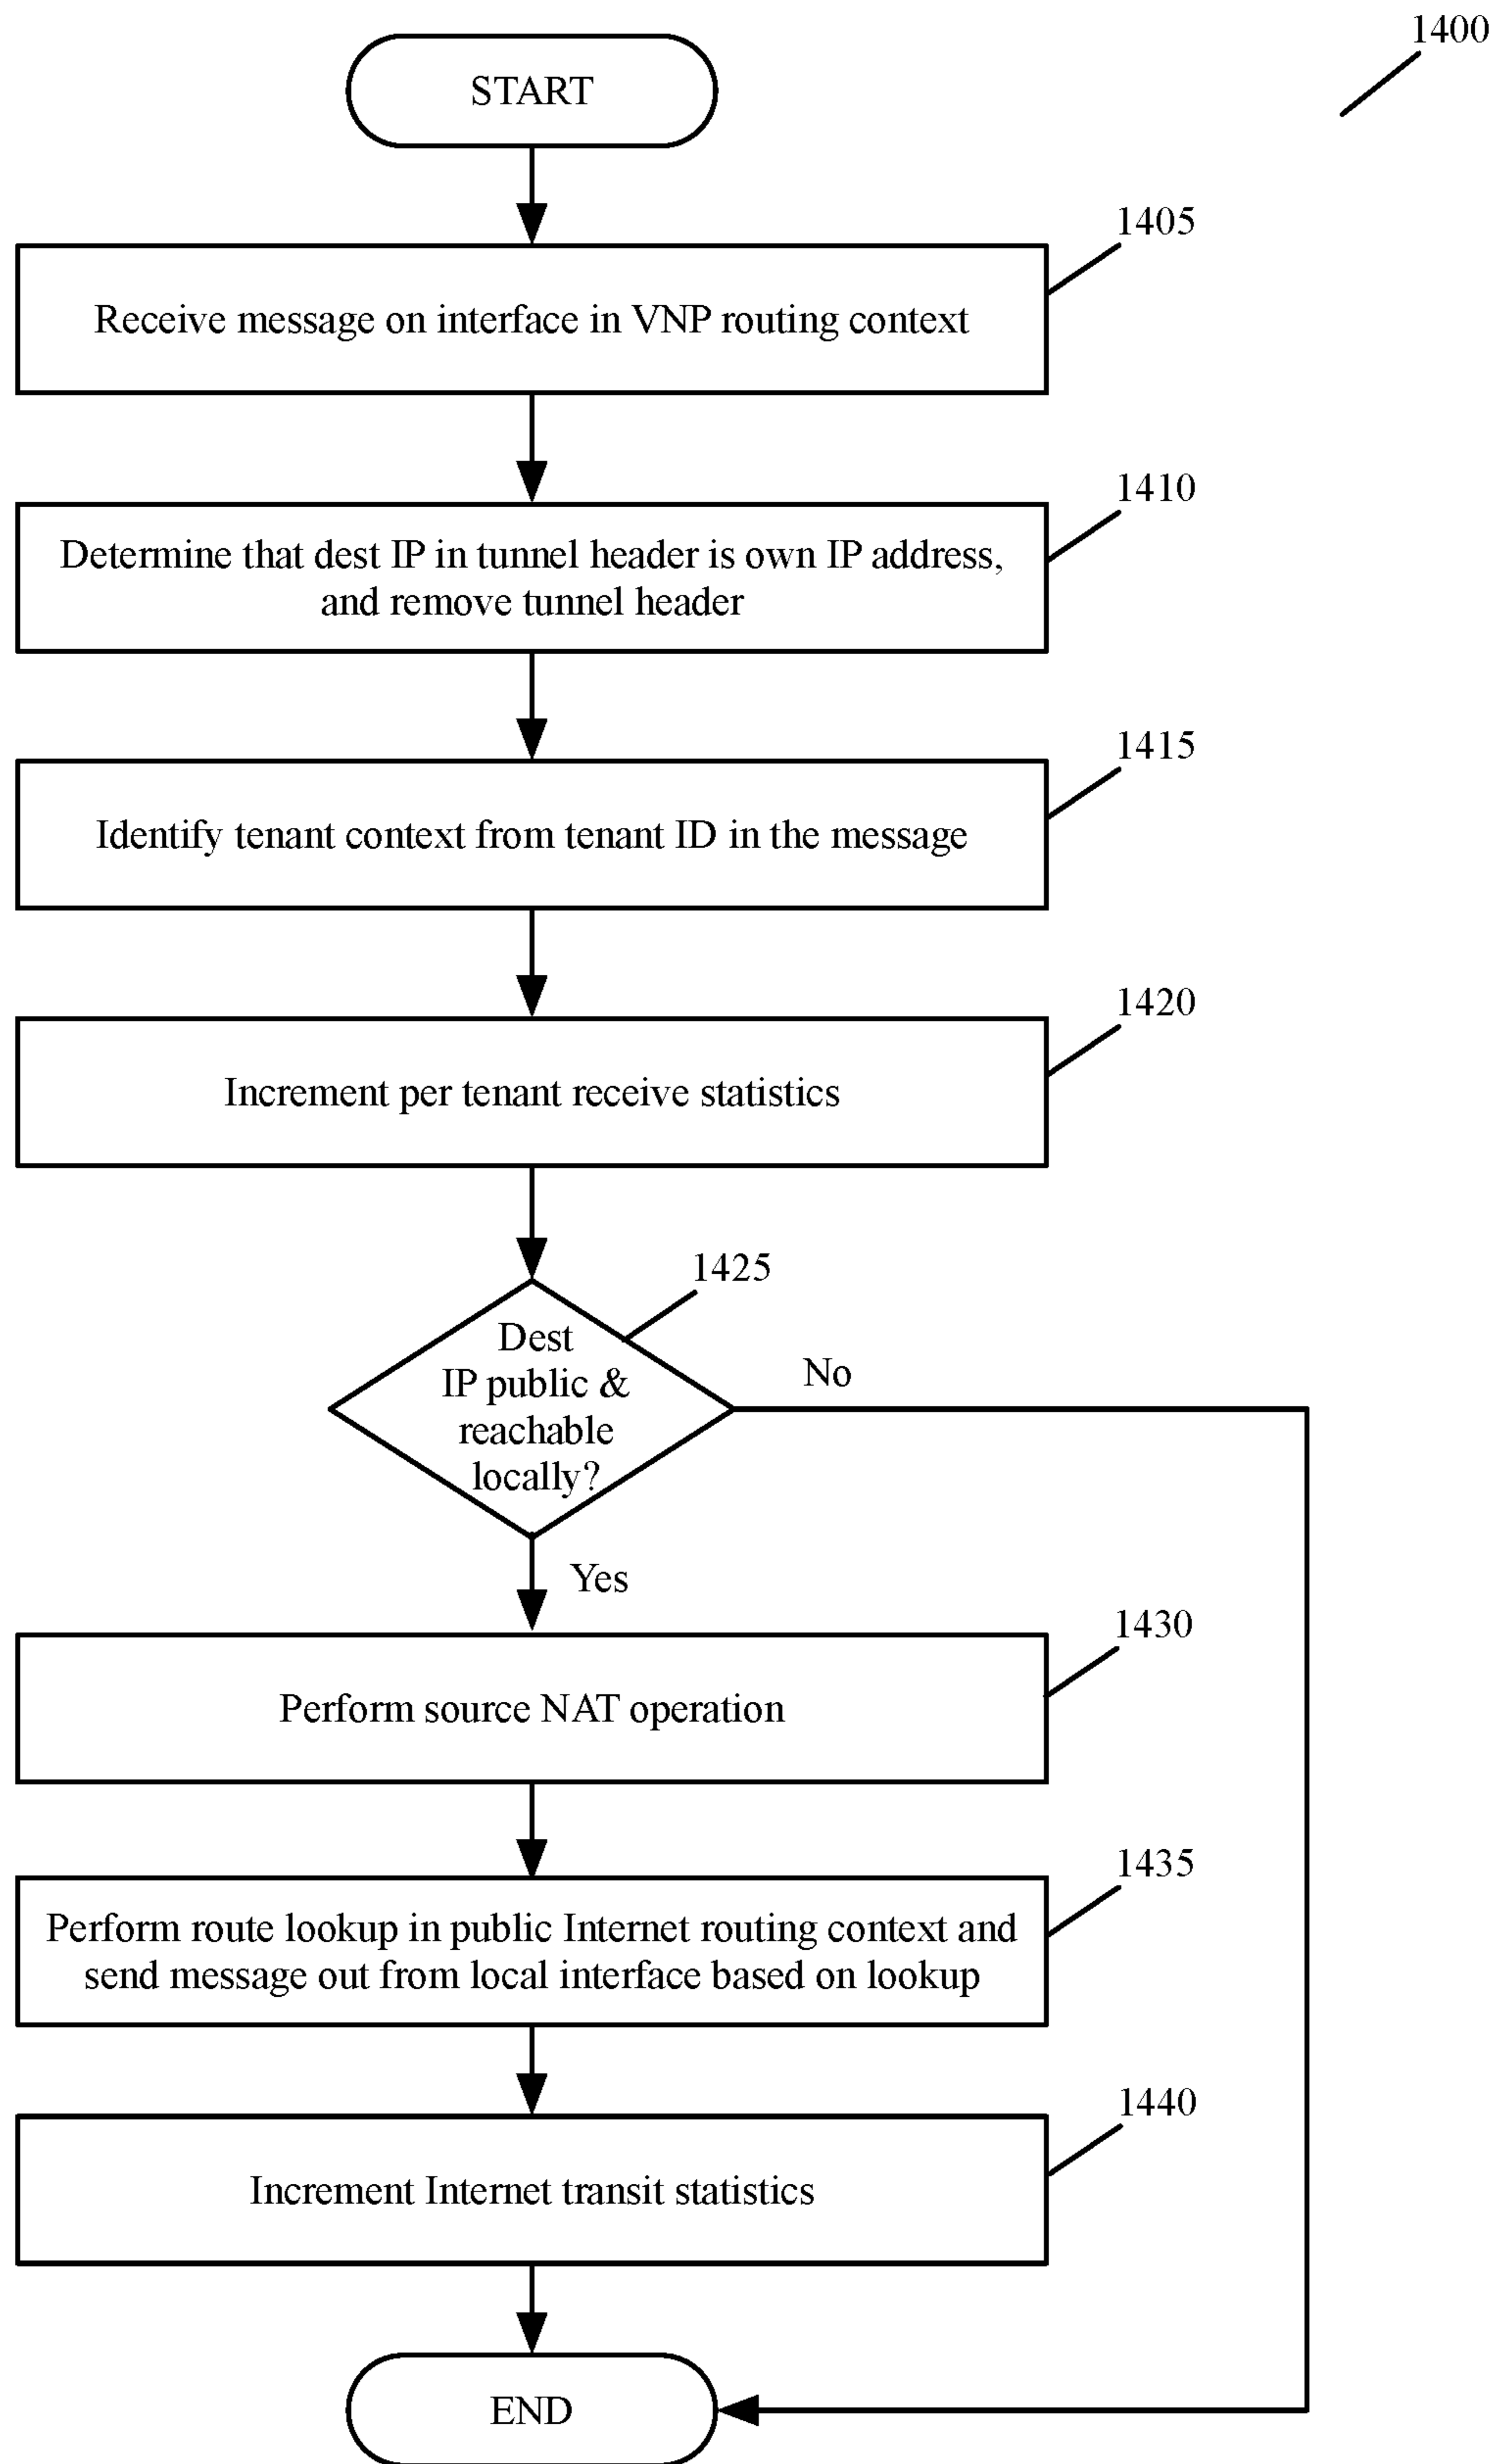 1400
START
1405
Receive message on interface in VNP routing context
1410
Determine that dest IP in tunnel header is own IP address,
and remove tunnel header
1415
Identify tenant context from tenant ID in the message
1420
Increment per tenant receive statistics
1425
Dest
IP public &
reachable
locally?
No
Yes
1430
Perform source NAT operation
1435
Perform route lookup in public Internet routing context and
send message out from local interface based on lookup
1440
Increment Internet transit statistics
END